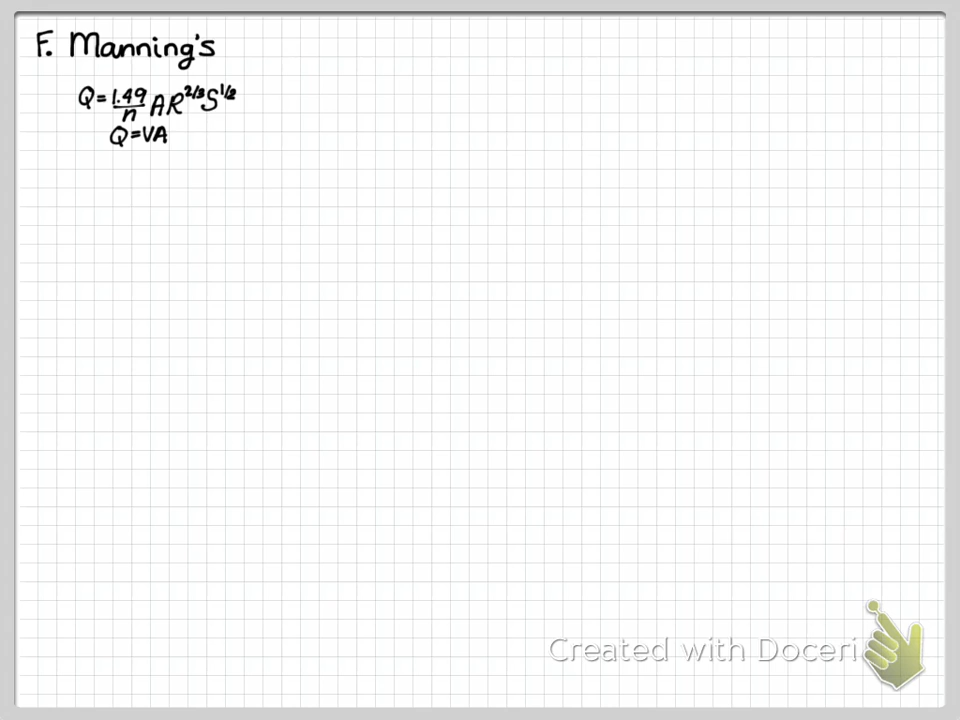 F. Manning's
Q = 1.49/n AR^2/3 S^1/2
Q = VA
Created with Doceri